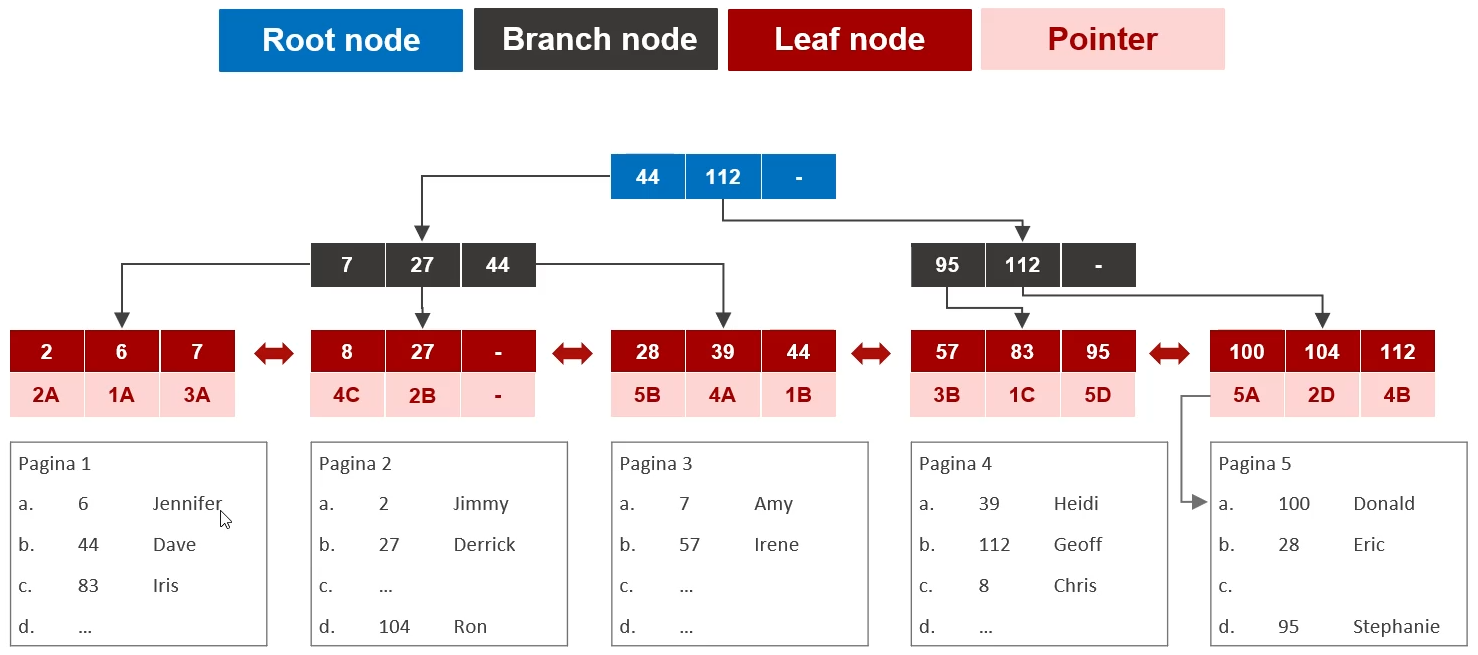 Root node Branch node Leaf node Pointer
44 112 -
7 27 44 95 112 -
2 6 7 8 27 - 28 39 44 57 83 95 100 104 112
2A 1A 3A 4C 2B - 5B 4A 1B 3B 1C 5D 5A 2D 4B
Pagina 1
a. 6 Jennifer
b. 44 Dave
c. 83 Iris
d. ...
Pagina 2
a. 2 Jimmy
b. 27 Derrick
c. ...
d. 104 Ron
Pagina 3
a. 7 Amy
b. 57 Irene
c. ...
d. ...
Pagina 4
a. 39 Heidi
b. 112 Geoff
c. 8 Chris
d. ...
Pagina 5
a. 100 Donald
b. 28 Eric
c.
d. 95 Stephanie